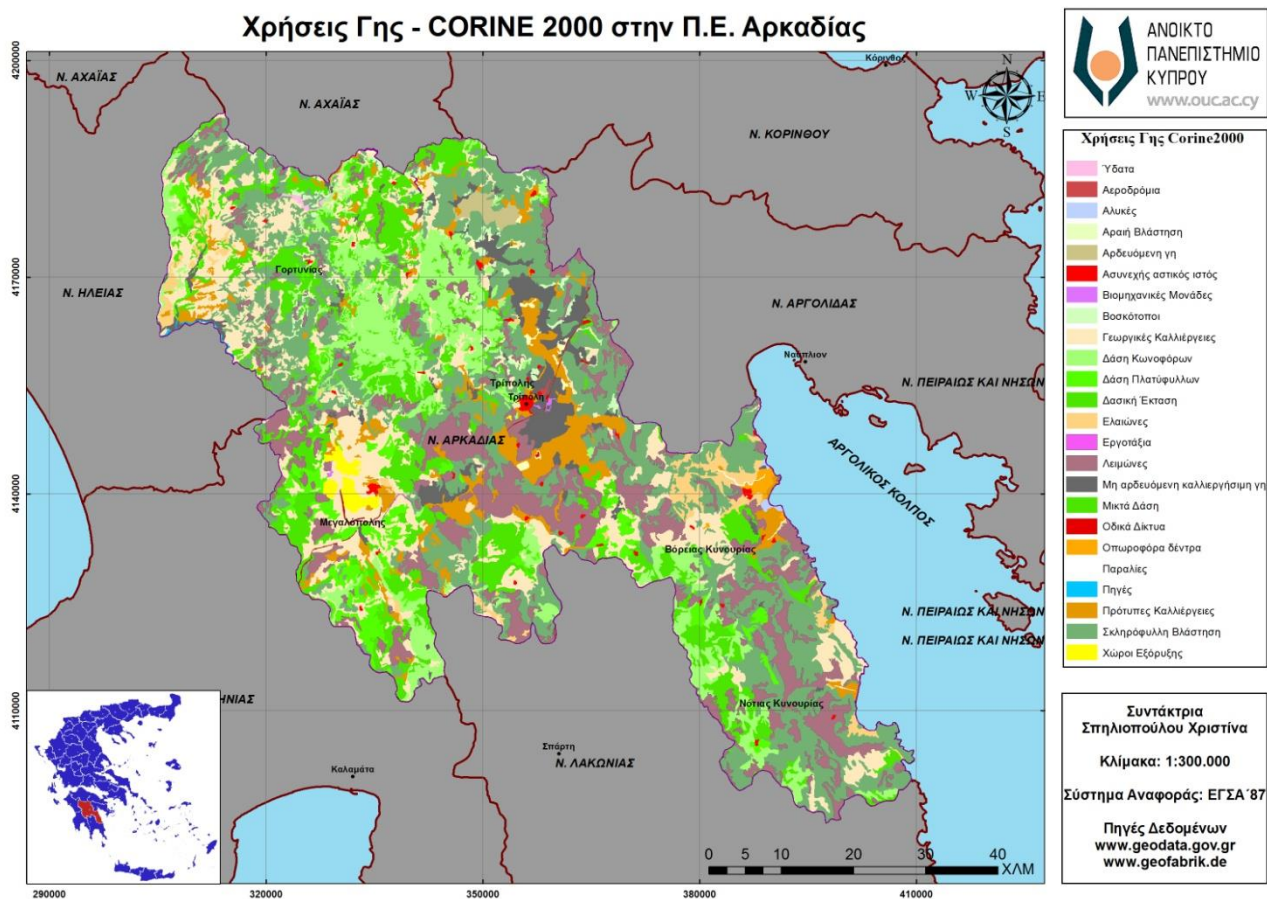 Χρήσεις Γης - CORINE 2000 στην Π.Ε. Αρκαδίας
ΑΝΟΙΚΤΟ
ΠΑΝΕΠΙΣΤΗΜΙΟ
ΚΥΠΡΟΥ
www.ouc.ac.cy
Χρήσεις Γης Corine2000
Ύδατα
Αεροδρόμια
Αλυκές
Αραιή Βλάστηση
Αρδευόμενη γη
Ασυνεχής αστικός ιστός
Βιομηχανικές Μονάδες
Βοσκότοποι
Γεωργικές Καλλιέργειες
Δάση Κωνοφόρων
Δάση Πλατύφυλλων
Δασική Έκταση
Ελαιώνες
Εργοτάξια
Λειμώνες
Μη αρδευόμενη καλλιεργήσιμη γη
Μικτά Δάση
Οδικά Δίκτυα
Οπωροφόρα δέντρα
Παραλίες
Πηγές
Πρότυπες Καλλιέργειες
Σκληρόφυλλη Βλάστηση
Χώροι Εξόρυξης
Συντάκτρια
Σπηλιοπούλου Χριστίνα
Κλίμακα: 1:300.000
Σύστημα Αναφοράς: ΕΓΣΑ΄87
Πηγές Δεδομένων
www.geodata.gov.gr
www.geofabrik.de
4200000
4170000
4140000
4110000
290000
320000
350000
380000
410000
Ν. ΑΧΑΪΑΣ
Ν. ΑΧΑΪΑΣ
Κόρινθος
N
W
E
S
Ν. ΚΟΡΙΝΘΟΥ
Ν. ΗΛΕΙΑΣ
Γορτυνίας
Ν. ΑΡΓΟΛΙΔΑΣ
Ναύπλιον
Ν. ΠΕΙΡΑΙΩΣ ΚΑΙ ΝΗΣΩΝ
Τρίπολης
Τρίπολη
Ν. ΑΡΚΑΔΙΑΣ
ΑΡΓΟΛΙΚΟΣ ΚΟΛΠΟΣ
Μεγαλόπολης
Βόρειας Κυνουρίας
Ν. ΠΕΙΡΑΙΩΣ ΚΑΙ ΝΗΣΩΝ
Ν. ΠΕΙΡΑΙΩΣ ΚΑΙ ΝΗΣΩΝ
ΗΝΙΑΣ
Νότιας Κυνουρίας
Σπάρτη
Ν. ΛΑΚΩΝΙΑΣ
Καλαμάτα
0 5 10 20 30 40
ΧΛΜ